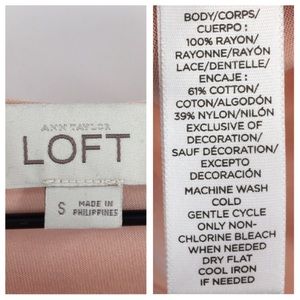 ANN TAYLOR
LOFT
S
MADE IN
PHILIPPINES
BODY/CORPS/
CUERPO :
100% RAYON/
RAYONNE/RAYÓN
LACE/DENTELLE/
ENCAJE :
61% COTTON/
COTON/ALGODÓN
39% NYLON/NILÓN
EXCLUSIVE OF
DECORATION/
SAUF DÉCORATION/
EXCEPTO
DECORACIÓN
MACHINE WASH
COLD
GENTLE CYCLE
ONLY NON-
CHLORINE BLEACH
WHEN NEEDED
DRY FLAT
COOL IRON
IF NEEDED